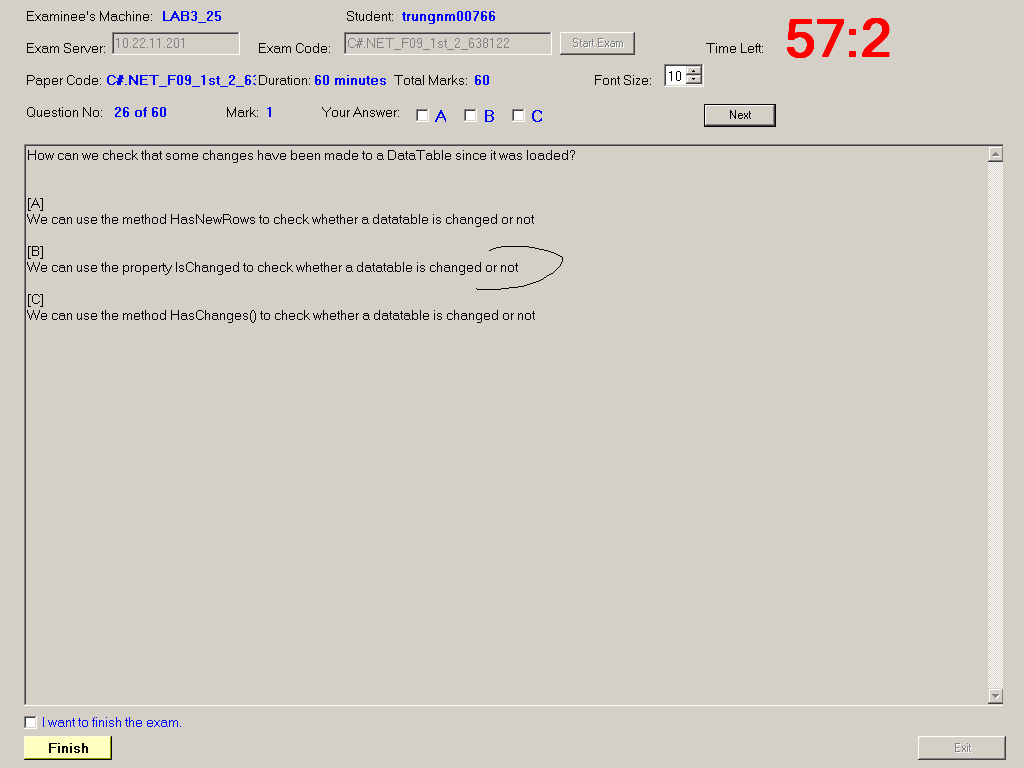 Examinee's Machine: LAB3_25 Student: trungnm00766
Exam Server: 10.22.11.201 Exam Code: C#.NET_F09_1st_2_638122 Start Exam Time Left: 57:2
Paper Code: C#.NET_F09_1st_2_63 Duration: 60 minutes Total Marks: 60 Font Size: 10
Question No: 26 of 60 Mark: 1 Your Answer: A B C Next
How can we check that some changes have been made to a DataTable since it was loaded?
[A]
We can use the method HasNewRows to check whether a datatable is changed or not
[B]
We can use the property IsChanged to check whether a datatable is changed or not
[C]
We can use the method HasChanges() to check whether a datatable is changed or not
I want to finish the exam.
Finish Exit